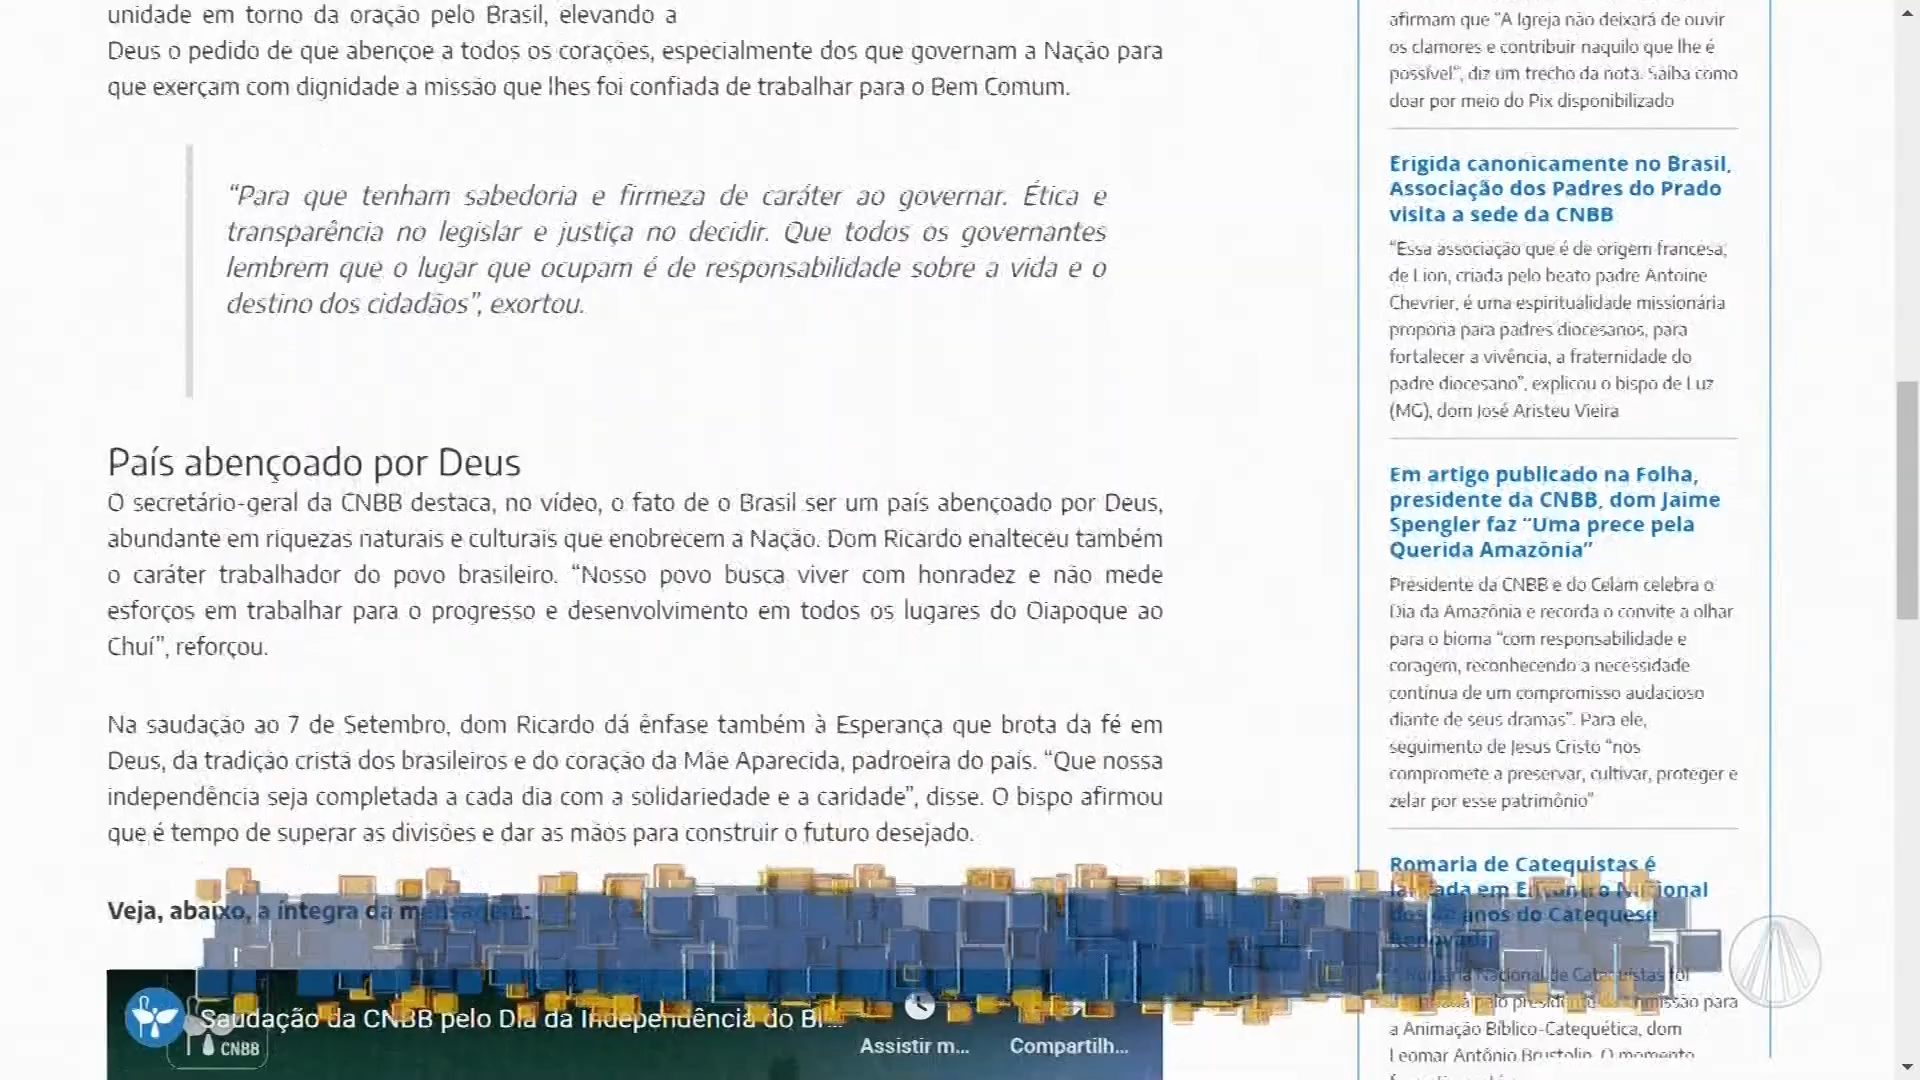 unidade em torno da oração pelo Brasil, elevando a
Deus o pedido de que abençoe a todos os corações, especialmente dos que governam a Nação para
que exerçam com dignidade a missão que lhes foi confiada de trabalhar para o Bem Comum.
“Para que tenham sabedoria e firmeza de caráter ao governar. Ética e
transparência no legislar e justiça no decidir. Que todos os governantes
lembrem que o lugar que ocupam é de responsabilidade sobre a vida e o
destino dos cidadãos”, exortou.
País abençoado por Deus
O secretário-geral da CNBB destaca, no vídeo, o fato de o Brasil ser um país abençoado por Deus,
abundante em riquezas naturais e culturais que enobrecem a Nação. Dom Ricardo enalteceu também
o caráter trabalhador do povo brasileiro. “Nosso povo busca viver com honradez e não mede
esforços em trabalhar para o progresso e desenvolvimento em todos os lugares do Oiapoque ao
Chuí”, reforçou.
Na saudação ao 7 de Setembro, dom Ricardo dá ênfase também à Esperança que brota da fé em
Deus, da tradição cristã dos brasileiros e do coração da Mãe Aparecida, padroeira do país. “Que nossa
independência seja completada a cada dia com a solidariedade e a caridade”, disse. O bispo afirmou
que é tempo de superar as divisões e dar as mãos para construir o futuro desejado.
Veja, abaixo, a íntegra da mensagem:
Saudação da CNBB pelo Dia da Independência do Br...
CNBB
Assistir m...
Compartilh...
afirmam que “A Igreja não deixará de ouvir
os clamores e contribuir naquilo que lhe é
possível”, diz um trecho da nota. Saiba como
doar por meio do Pix disponibilizado
Erigida canonicamente no Brasil,
Associação dos Padres do Prado
visita a sede da CNBB
“Essa associação que é de origem francesa,
de Lion, criada pelo beato padre Antoine
Chevrier, é uma espiritualidade missionária
propria para padres diocesanos, para
fortalecer a vivência, a fraternidade do
padre diocesano”, explicou o bispo de Luz
(MG), dom José Aristeu Vieira
Em artigo publicado na Folha,
presidente da CNBB, dom Jaime
Spengler faz “Uma prece pela
Querida Amazônia”
Presidente da CNBB e do Celam celebra o
Dia da Amazônia e recorda o convite a olhar
para o bioma “com responsabilidade e
coragem, reconhecendo a necessidade
contínua de um compromisso audacioso
diante de seus dramas”. Para ele,
seguimento de Jesus Cristo “nos
compromete a preservar, cultivar, proteger e
zelar por esse patrimônio”
Romaria de Catequistas é
lançada em Encontro Nacional
dos anos do Catequese
Renovada
A Romaria Nacional de Catequistas foi
pelo presidente da Comissão para
a Animação Bíblico-Catequética, dom
Leomar Antônio Brustolin. O momento